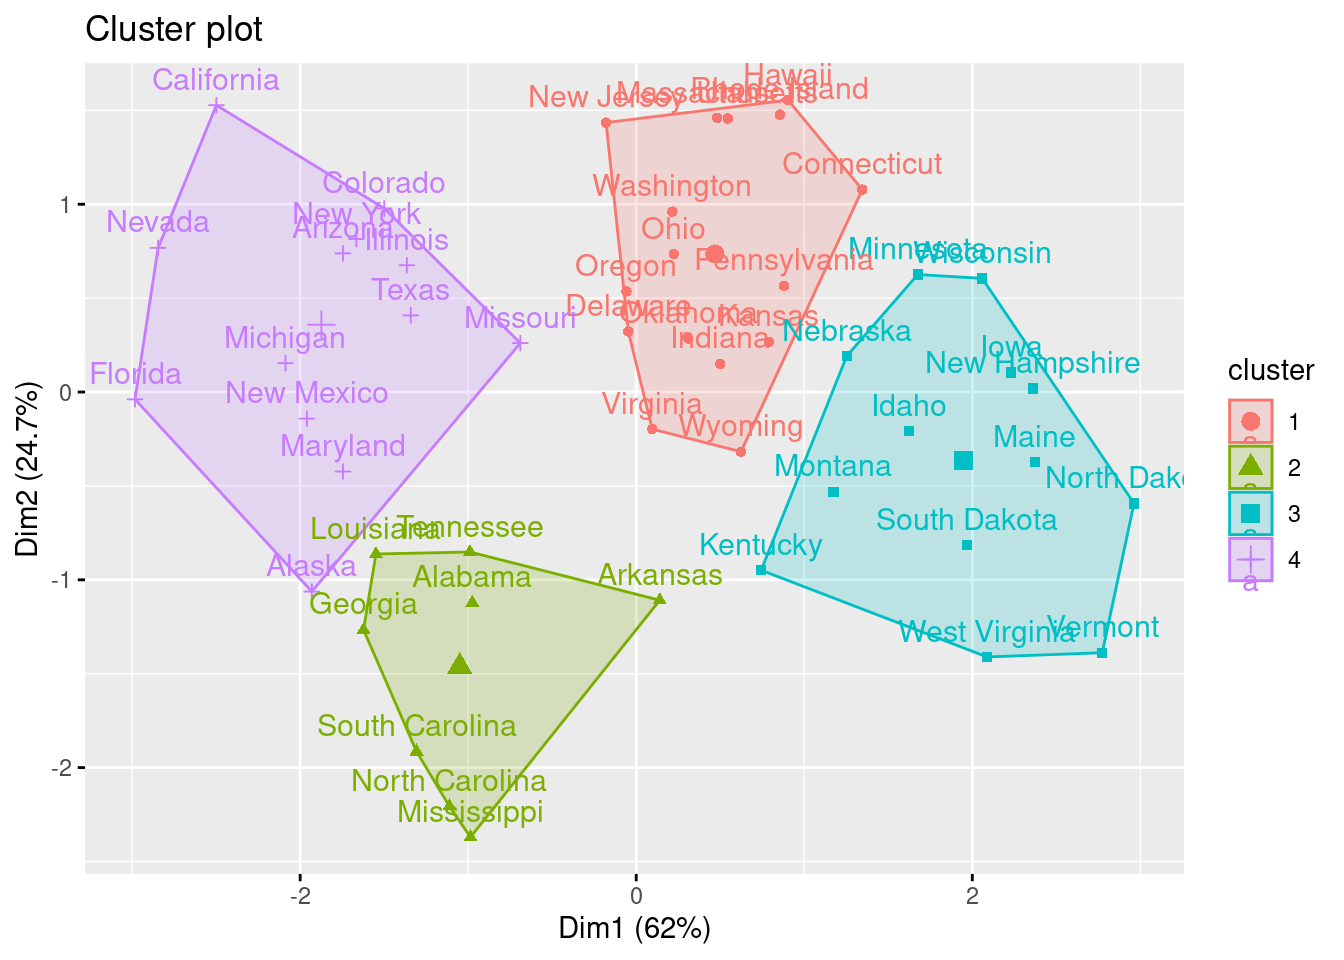 Cluster plot
California
Hawaii
Rhode Island
New Jersey
Massachusetts
Connecticut
Colorado
Washington
New York
Nevada
Arizona
Ohio
Illinois
Minnesota
Wisconsin
Pennsylvania
Oregon
Texas
Delaware
Oklahoma
Kansas
Missouri
Nebraska
Michigan
Indiana
Iowa
New Hampshire
Florida
New Mexico
Virginia
Idaho
Wyoming
Maryland
Maine
Montana
North Dak
Louisiana
Tennessee
South Dakota
Kentucky
Alaska
Alabama
Arkansas
Georgia
West Virginia
Vermont
South Carolina
North Carolina
Mississippi
1
0
-1
-2
Dim2 (24.7%)
-2
0
2
Dim1 (62%)
cluster
1
2
3
a
4